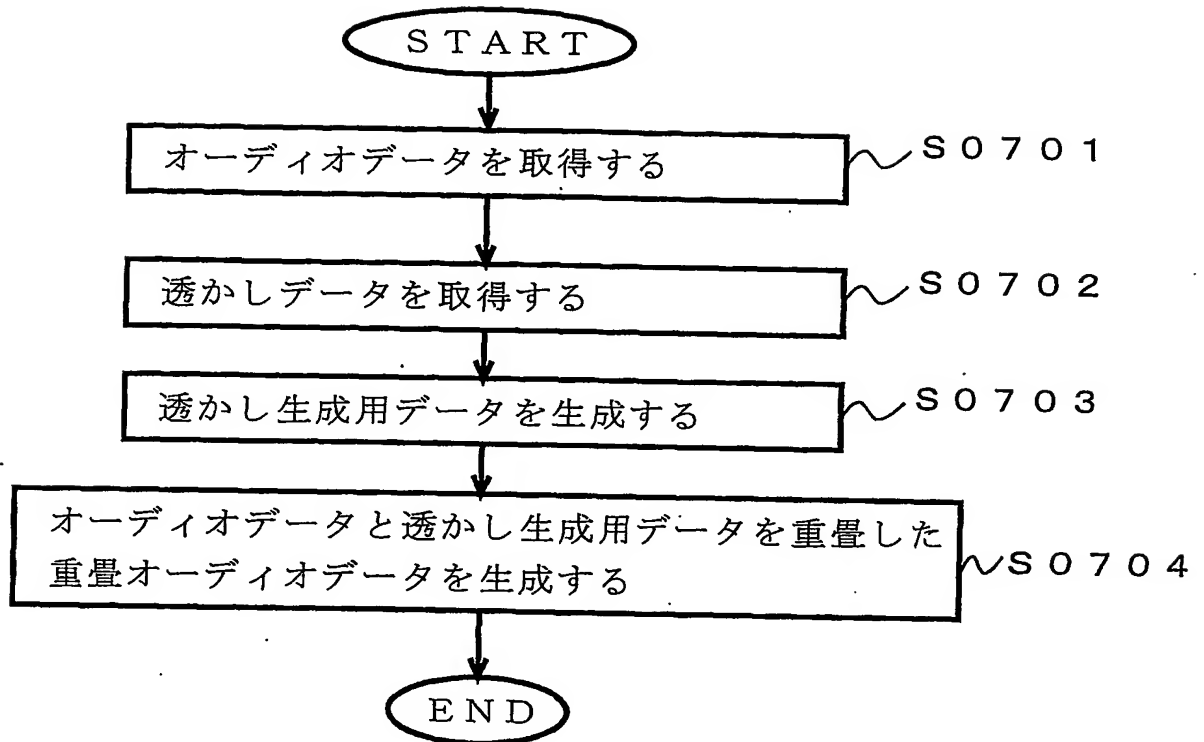 START
オーディオデータを取得する
S0701
透かしデータを取得する
S0702
透かし生成用データを生成する
S0703
オーディオデータと透かし生成用データを重畳した
重畳オーディオデータを生成する
S0704
END